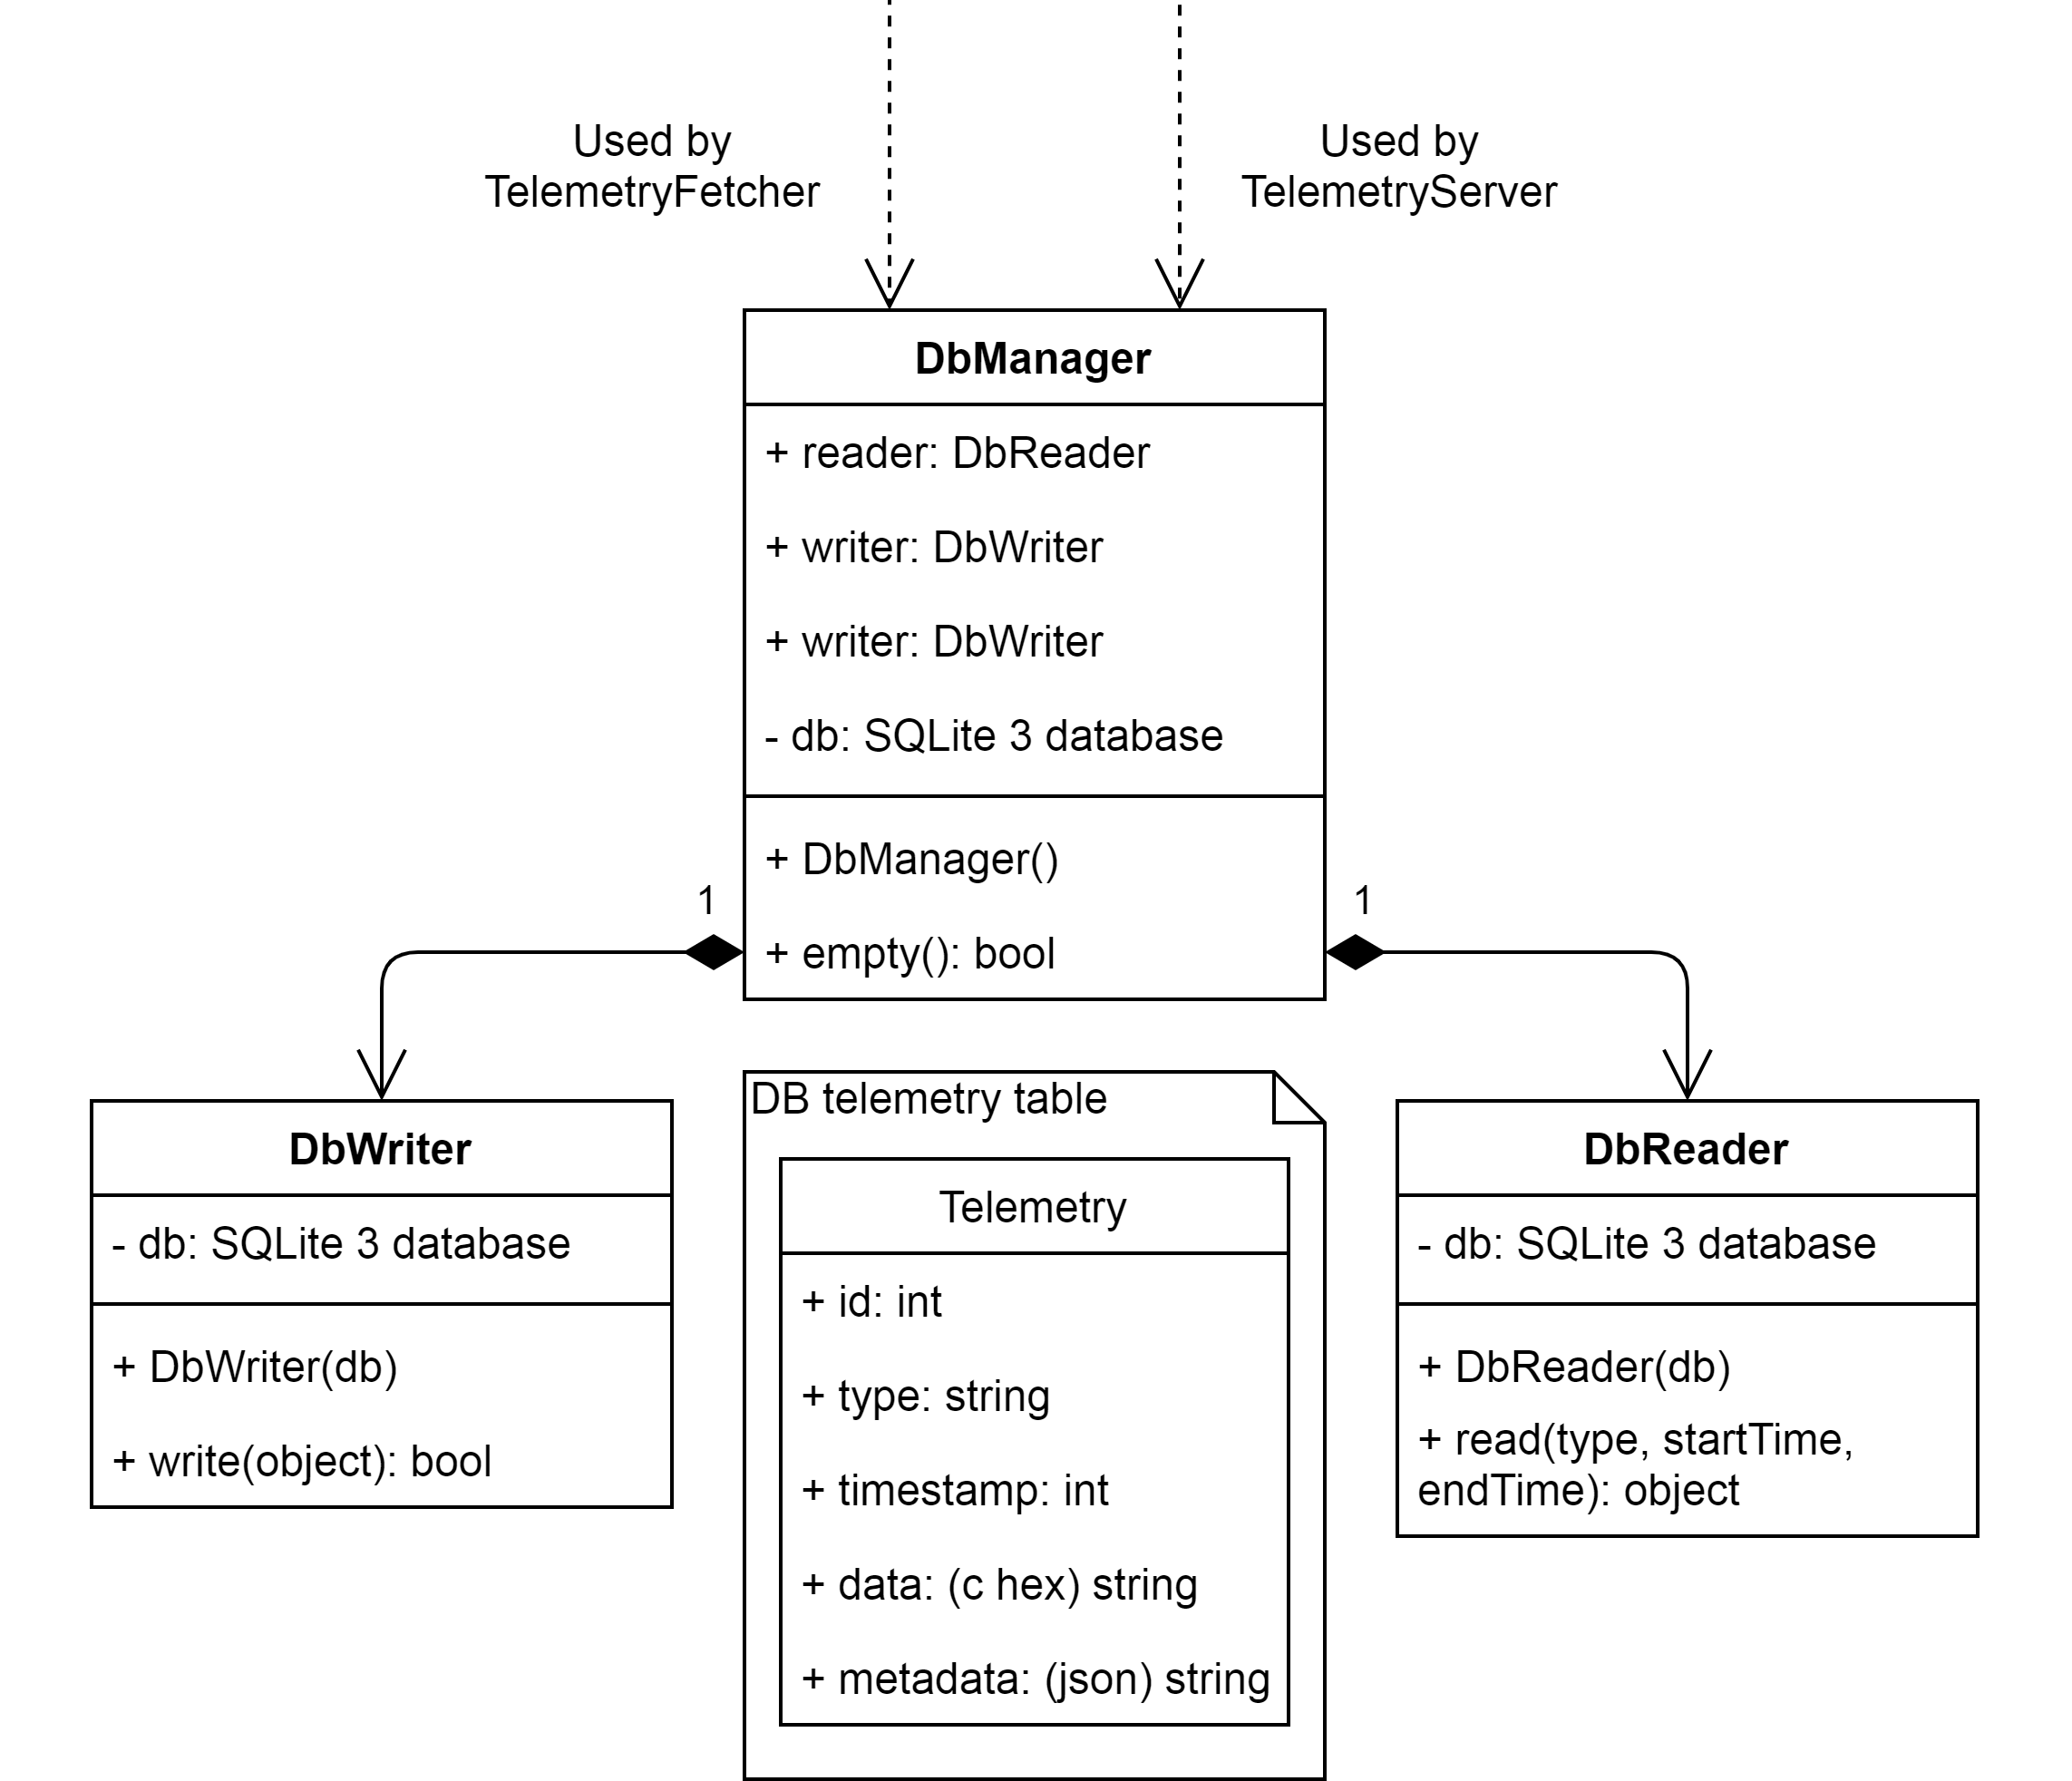 Used by
TelemetryFetcher
Used by
TelemetryServer
DbManager
+ reader: DbReader
+ writer: DbWriter
+ writer: DbWriter
- db: SQLite 3 database
+ DbManager()
+ empty(): bool
1
1
DbWriter
- db: SQLite 3 database
+ DbWriter(db)
+ write(object): bool
DB telemetry table
Telemetry
+ id: int
+ type: string
+ timestamp: int
+ data: (c hex) string
+ metadata: (json) string
DbReader
- db: SQLite 3 database
+ DbReader(db)
+ read(type, startTime,
endTime): object